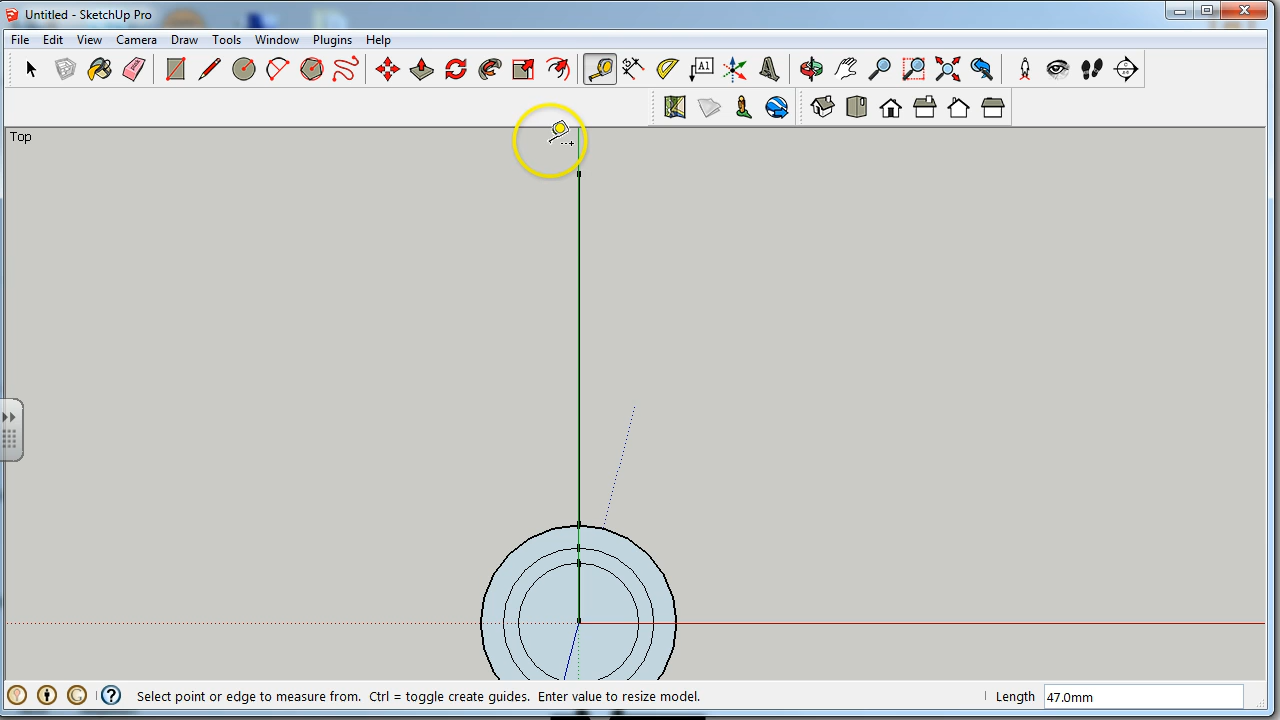 Untitled - SketchUp Pro
File Edit View Camera Draw Tools Window Plugins Help
A1
Top
Select point or edge to measure from. Ctrl = toggle create guides. Enter value to resize model.
Length 47.0mm